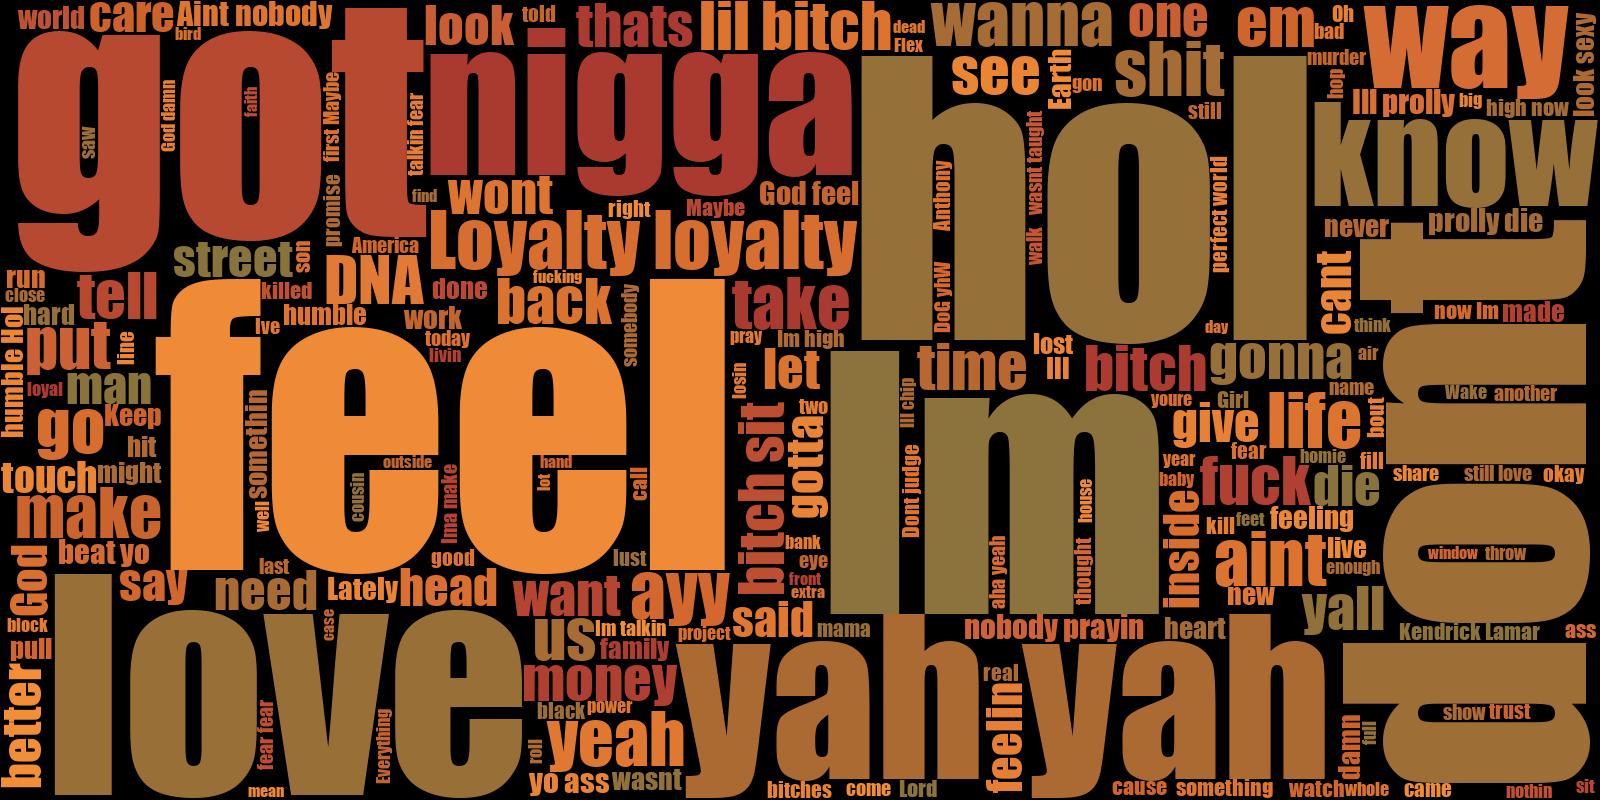 world
care
Aint nobody
bird
got
look
told
thats
lil bitch
dead
Flex
wanna
one
em
Oh
bad
way
look sexy
nigga
see
Earth
gon
shit
murder
hop
Ill prolly
big
high now
still
hol
know
saw
God damn
faith
first Maybe
talkin fear
promise
find
wont
right
Maybe
God feel
Anthony
wasnt taught
walk
perfect world
never
prolly die
dont
America
Loyalty loyalty
street
son
DNA
run
close
tell
killed
done
fucking
back
take
DoG yhW
cant
now Im
made
think
day
hard
humble Hol
put
line
Ive
humble
work
today
livin
somebody
pray
Im high
feel
lost
Ill
time
bitch
gonna
air
loyal
man
let
losin
Im
Ill chip
name
Wake
another
youre
Girl
go
Keep
two
give
life
bout
hit
somethin
bitch sit
gotta
touch
might
outside
hand
lot
cousin
call
Ima make
Dont judge
year
fear
homie
fill
share
still love
okay
baby
fuck
die
make
well
house
inside
kill
feet
feeling
beat yo
good
lust
bank
eye
aint
live
enough
window
throw
God
last
say
need
Lately
head
want
ayy
front
extra
aha yeah
thought
new
yall
block
pull
love
case
us
Im talkin
project
said
mama
nobody prayin
heart
Kendrick Lamar
ass
family
money
yah yah
real
better
fear fear
Everything
black
power
yeah
roll
feelin
show
trust
damn
full
mean
yo ass
wasnt
bitches
come
Lord
cause
something
watch
whole
came
nothin
sit